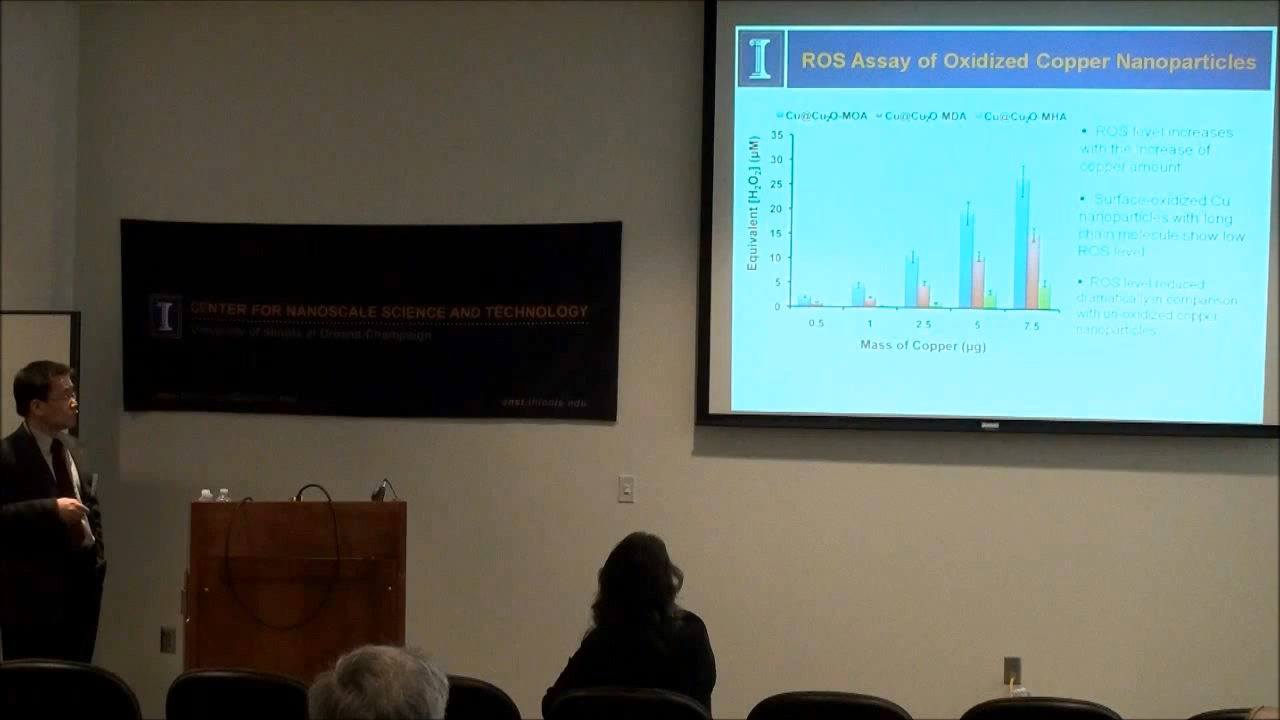 I
ROS Assay of Oxidized Copper Nanoparticles
Cu@Cu₂O-MOA Cu@Cu₂O MDA Cu@Cu₂O-MHA
Equivalent [H₂O₂] (µM)
35
30
25
20
15
10
5
0
0.5 1 2.5 5 7.5
Mass of Copper (µg)
▪ ROS level increases
with the increase of
copper amount
▪ Surface-oxidized Cu
nanoparticles with long
chain molecule show low
ROS level
▪ ROS level reduced
dramatically in comparison
with un-oxidized copper
nanoparticles
I
CENTER FOR NANOSCALE SCIENCE AND TECHNOLOGY
University of Illinois at Urbana-Champaign
cnst.illinois.edu